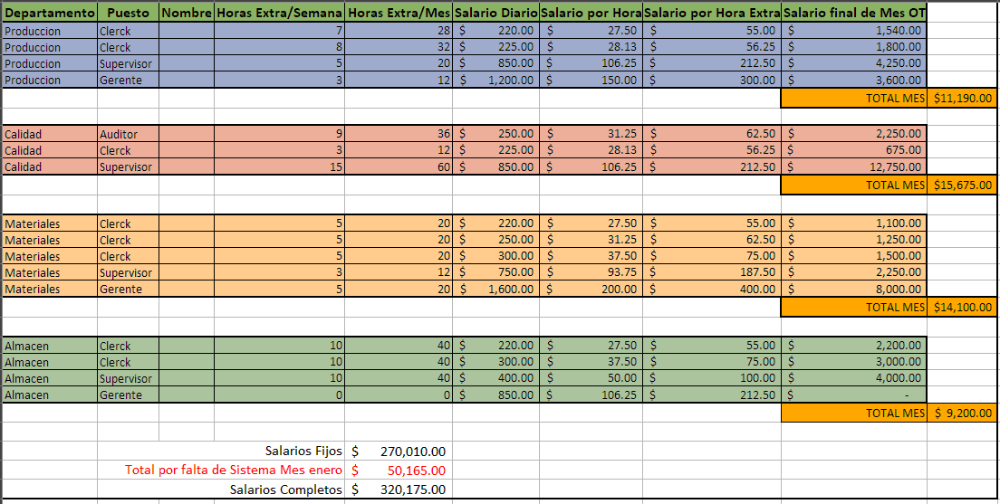 Departamento Puesto Nombre Horas Extra/Semana Horas Extra/Mes Salario Diario Salario por Hora Salario por Hora Extra Salario final de Mes OT
Produccion Clerck 7 28 $ 220.00 $ 27.50 $ 55.00 $ 1,540.00
Produccion Clerck 8 32 $ 225.00 $ 28.13 $ 56.25 $ 1,800.00
Produccion Supervisor 5 20 $ 850.00 $ 106.25 $ 212.50 $ 4,250.00
Produccion Gerente 3 12 $ 1,200.00 $ 150.00 $ 300.00 $ 3,600.00
TOTAL MES $11,190.00
Calidad Auditor 9 36 $ 250.00 $ 31.25 $ 62.50 $ 2,250.00
Calidad Clerck 3 12 $ 225.00 $ 28.13 $ 56.25 $ 675.00
Calidad Supervisor 15 60 $ 850.00 $ 106.25 $ 212.50 $ 12,750.00
TOTAL MES $15,675.00
Materiales Clerck 5 20 $ 220.00 $ 27.50 $ 55.00 $ 1,100.00
Materiales Clerck 5 20 $ 250.00 $ 31.25 $ 62.50 $ 1,250.00
Materiales Clerck 5 20 $ 300.00 $ 37.50 $ 75.00 $ 1,500.00
Materiales Supervisor 3 12 $ 750.00 $ 93.75 $ 187.50 $ 2,250.00
Materiales Gerente 5 20 $ 1,600.00 $ 200.00 $ 400.00 $ 8,000.00
TOTAL MES $14,100.00
Almacen Clerck 10 40 $ 220.00 $ 27.50 $ 55.00 $ 2,200.00
Almacen Clerck 10 40 $ 300.00 $ 37.50 $ 75.00 $ 3,000.00
Almacen Supervisor 10 40 $ 400.00 $ 50.00 $ 100.00 $ 4,000.00
Almacen Gerente 0 0 $ 850.00 $ 106.25 $ 212.50 $ -
TOTAL MES $ 9,200.00
Salarios Fijos $ 270,010.00
Total por falta de Sistema Mes enero $ 50,165.00
Salarios Completos $ 320,175.00